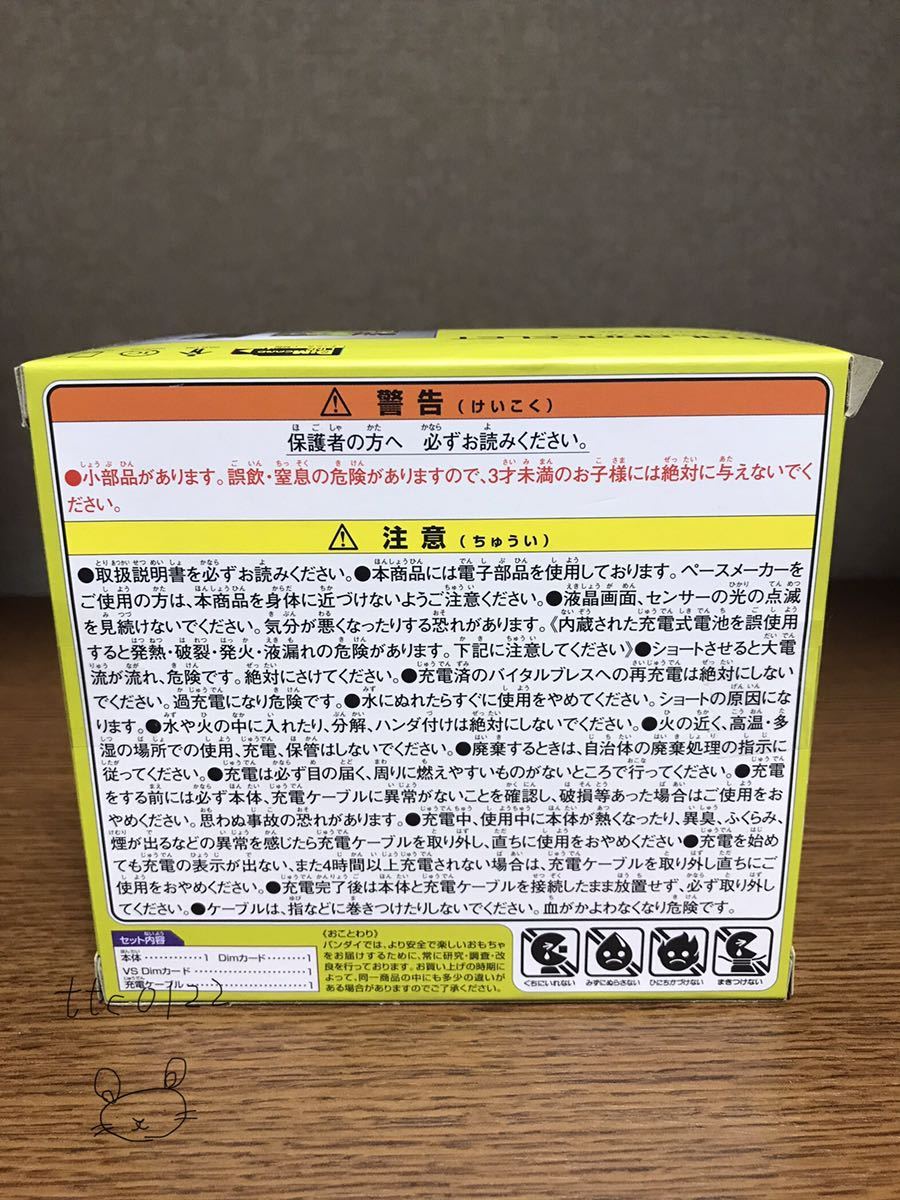 DiMCARD
警告(けいこく)
保護者の方へ 必ずお読みください。
●小部品があります。誤飲・窒息の危険がありますので、3才未満のお子様には絶対に与えないでく
ださい。
注意(ちゅうい)
●取扱説明書を必ずお読みください。●本商品には電子部品を使用しております。ペースメーカーを
ご使用の方は、本商品を身体に近づけないようご注意ください。●液晶画面、センサーの光の点滅
を見続けないでください。気分が悪くなったりする恐れがあります。《内蔵された充電式電池を誤使用
すると発熱・破裂・発火・液漏れの危険があります。下記に注意してください》●ショートさせると大電
流が流れ、危険です。絶対にさけてください。●充電済のバイタルブレスへの再充電は絶対にしない
でください。過充電になり危険です。●水にぬれたらすぐに使用をやめてください。ショートの原因にな
ります。●水や火の中に入れたり、分解、ハンダ付けは絶対にしないでください。●火の近く、高温・多
湿の場所での使用、充電、保管はしないでください。●廃棄するときは、自治体の廃棄処理の指示に
従ってください。●充電は必ず目の届く、周りに燃えやすいものがないところで行ってください。●充電
をする前には必ず本体、充電ケーブルに異常がないことを確認し、破損等あった場合はご使用をお
やめください。思わぬ事故の恐れがあります。●充電中、使用中に本体が熱くなったり、異臭、ふくらみ、
煙が出るなどの異常を感じたら充電ケーブルを取り外し、直ちに使用をおやめください●充電を始め
ても充電の表示が出ない、また4時間以上充電されない場合は、充電ケーブルを取り外し直ちにご
使用をおやめください。●充電完了後は本体と充電ケーブルを接続したまま放置せず、必ず取り外し
てください。●ケーブルは、指などに巻きつけたりしないでください。血がかよわなくなり危険です。
セット内容
本体…………1 Dimカード………1
VS Dimカード……………………1
充電ケーブル……………………1
《おことわり》
バンダイでは、より安全で楽しいおもちゃ
をお届けするために、常に研究・調査・改
良を行っております。お買い上げの時期に
よって、同一商品の中にも多少の違いが
ある場合がありますのでご了承ください。
くちにいれない みずにぬらさない ひにちかづけない まきつけない
ttc0122